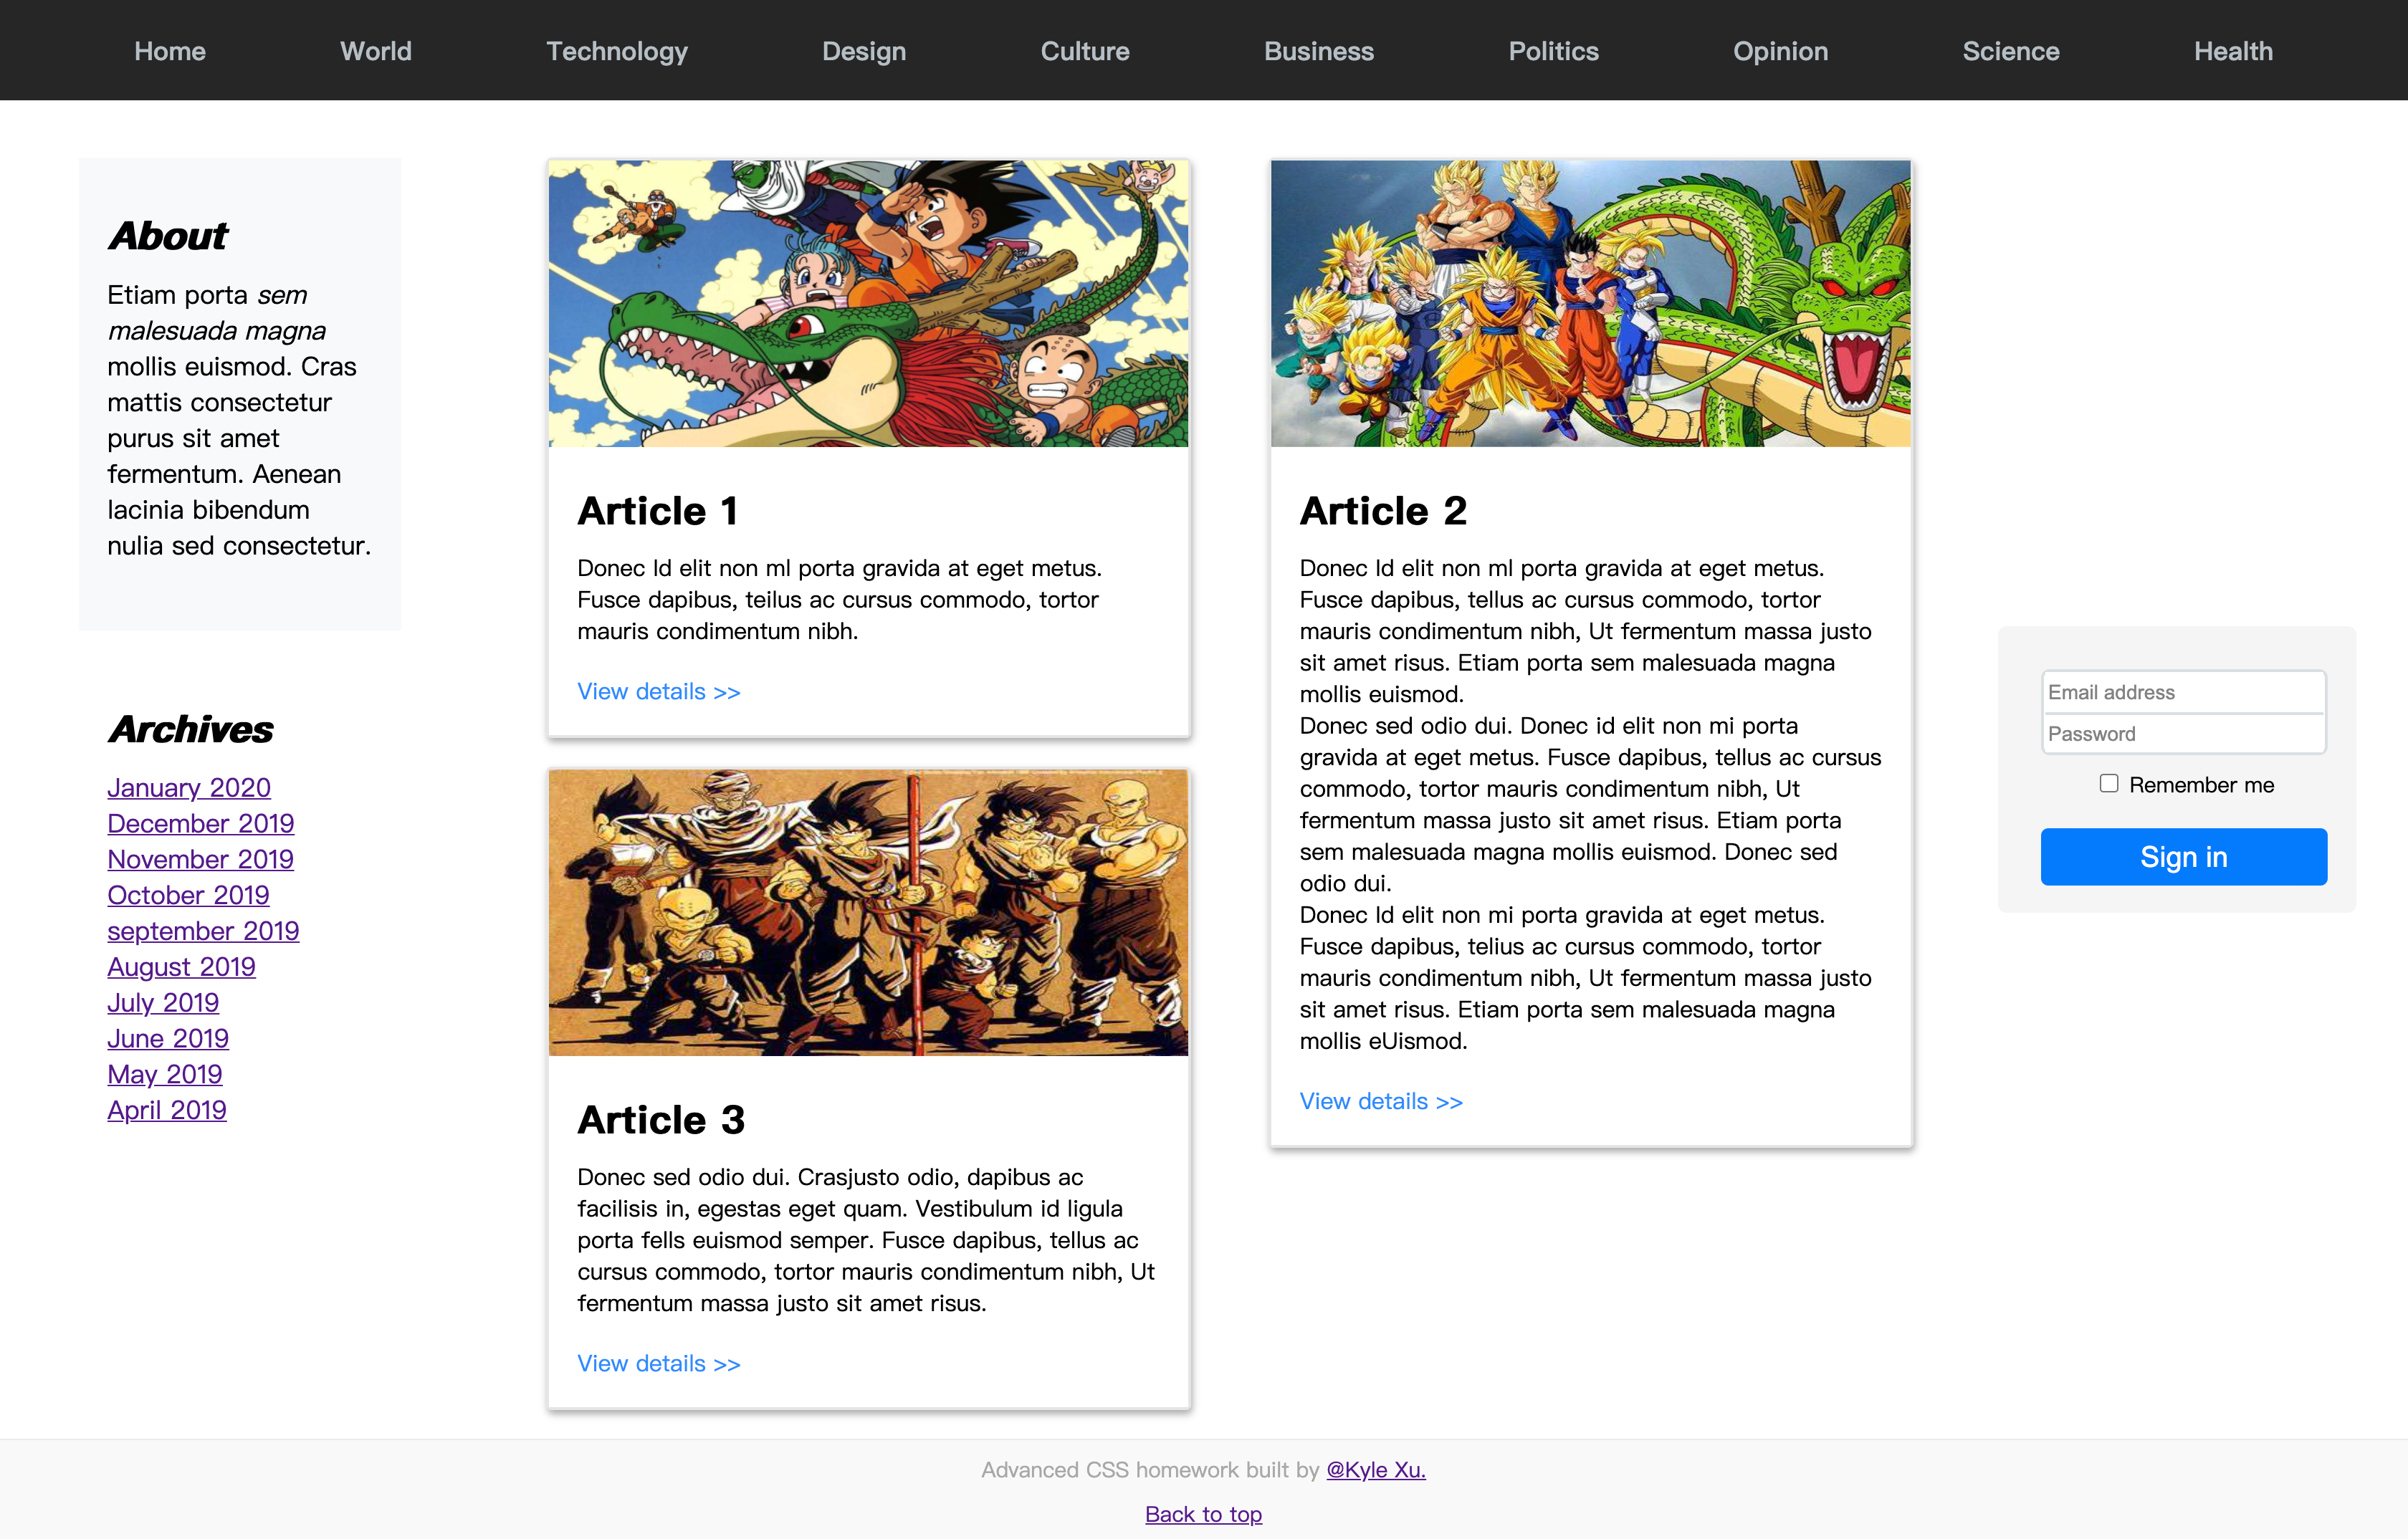 Home World Technology Design Culture Business Politics Opinion Science Health
About
Etiam porta sem
malesuada magna
mollis euismod. Cras
mattis consectetur
purus sit amet
fermentum. Aenean
lacinia bibendum
nulia sed consectetur.
Archives
January 2020
December 2019
November 2019
October 2019
september 2019
August 2019
July 2019
June 2019
May 2019
April 2019
Article 1
Donec ld elit non ml porta gravida at eget metus.
Fusce dapibus, teilus ac cursus commodo, tortor
mauris condimentum nibh.
View details >>
Article 3
Donec sed odio dui. Crasjusto odio, dapibus ac
facilisis in, egestas eget quam. Vestibulum id ligula
porta fells euismod semper. Fusce dapibus, tellus ac
cursus commodo, tortor mauris condimentum nibh, Ut
fermentum massa justo sit amet risus.
View details >>
Article 2
Donec ld elit non ml porta gravida at eget metus.
Fusce dapibus, tellus ac cursus commodo, tortor
mauris condimentum nibh, Ut fermentum massa justo
sit amet risus. Etiam porta sem malesuada magna
mollis euismod.
Donec sed odio dui. Donec id elit non mi porta
gravida at eget metus. Fusce dapibus, tellus ac cursus
commodo, tortor mauris condimentum nibh, Ut
fermentum massa justo sit amet risus. Etiam porta
sem malesuada magna mollis euismod. Donec sed
odio dui.
Donec ld elit non mi porta gravida at eget metus.
Fusce dapibus, telius ac cursus commodo, tortor
mauris condimentum nibh, Ut fermentum massa justo
sit amet risus. Etiam porta sem malesuada magna
mollis eUismod.
View details >>
Email address
Password
Remember me
Sign in
Advanced CSS homework built by @Kyle Xu.
Back to top